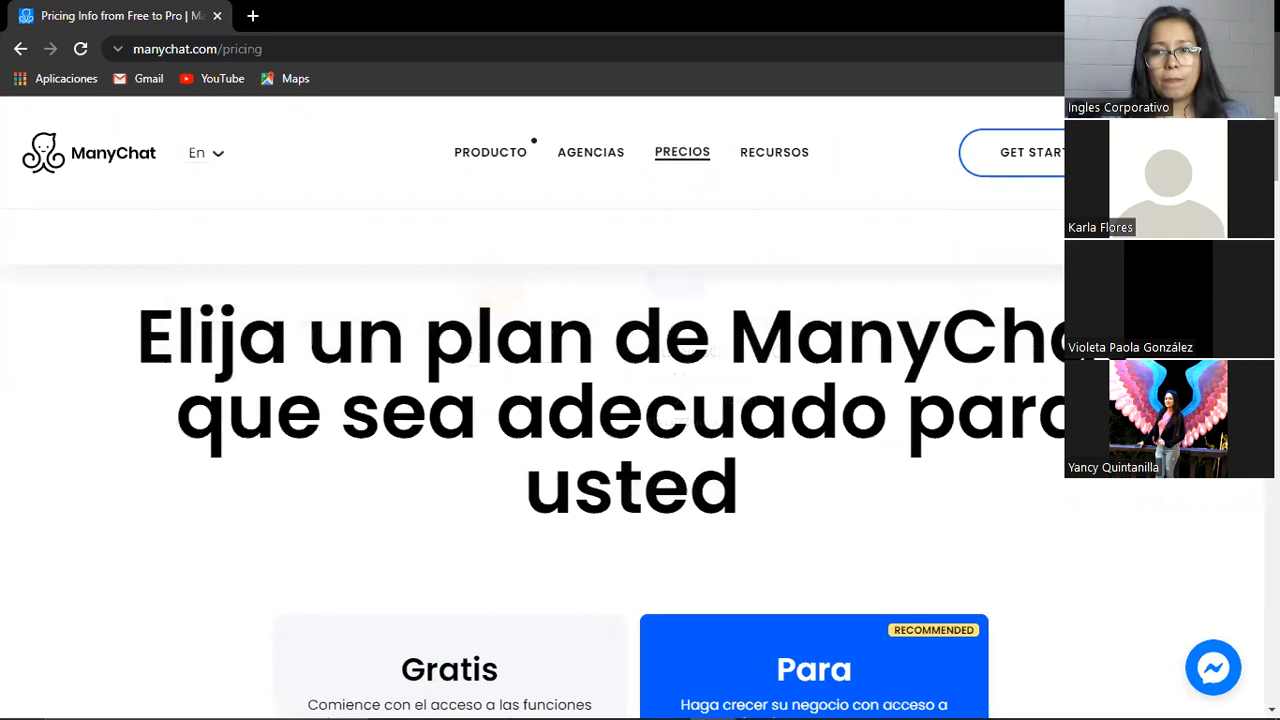 Pricing Info from Free to Pro | Ma
manychat.com/pricing
Aplicaciones
Gmail
YouTube
Maps
ManyChat
En
PRODUCTO
AGENCIAS
PRECIOS
RECURSOS
GET START
Elija un plan de ManyCha
que sea adecuado para
usted
RECOMMENDED
Gratis
Comience con el acceso a las funciones
Para
Haga crecer su negocio con acceso a
Ingles Corporativo
Karla Flores
Violeta Paola González
Yancy Quintanilla